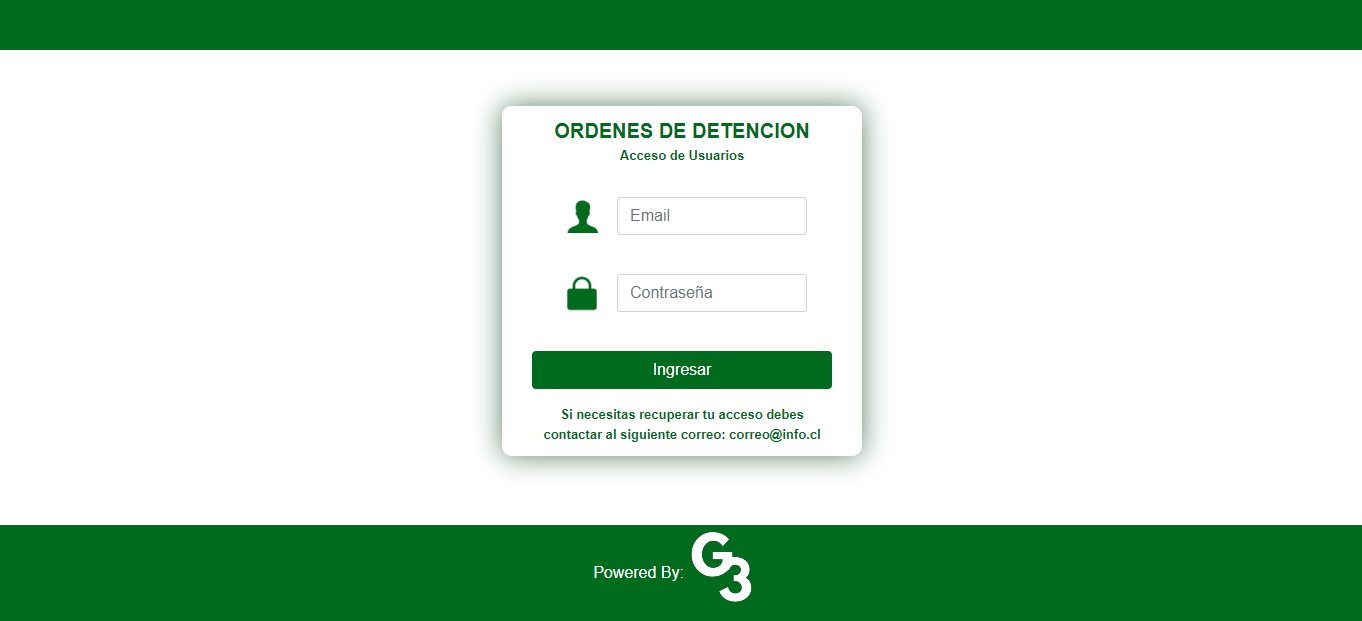 ORDENES DE DETENCION
Acceso de Usuarios
Email
Contraseña
Ingresar
Si necesitas recuperar tu acceso debes
contactar al siguiente correo: correo@info.cl
Powered By: G3